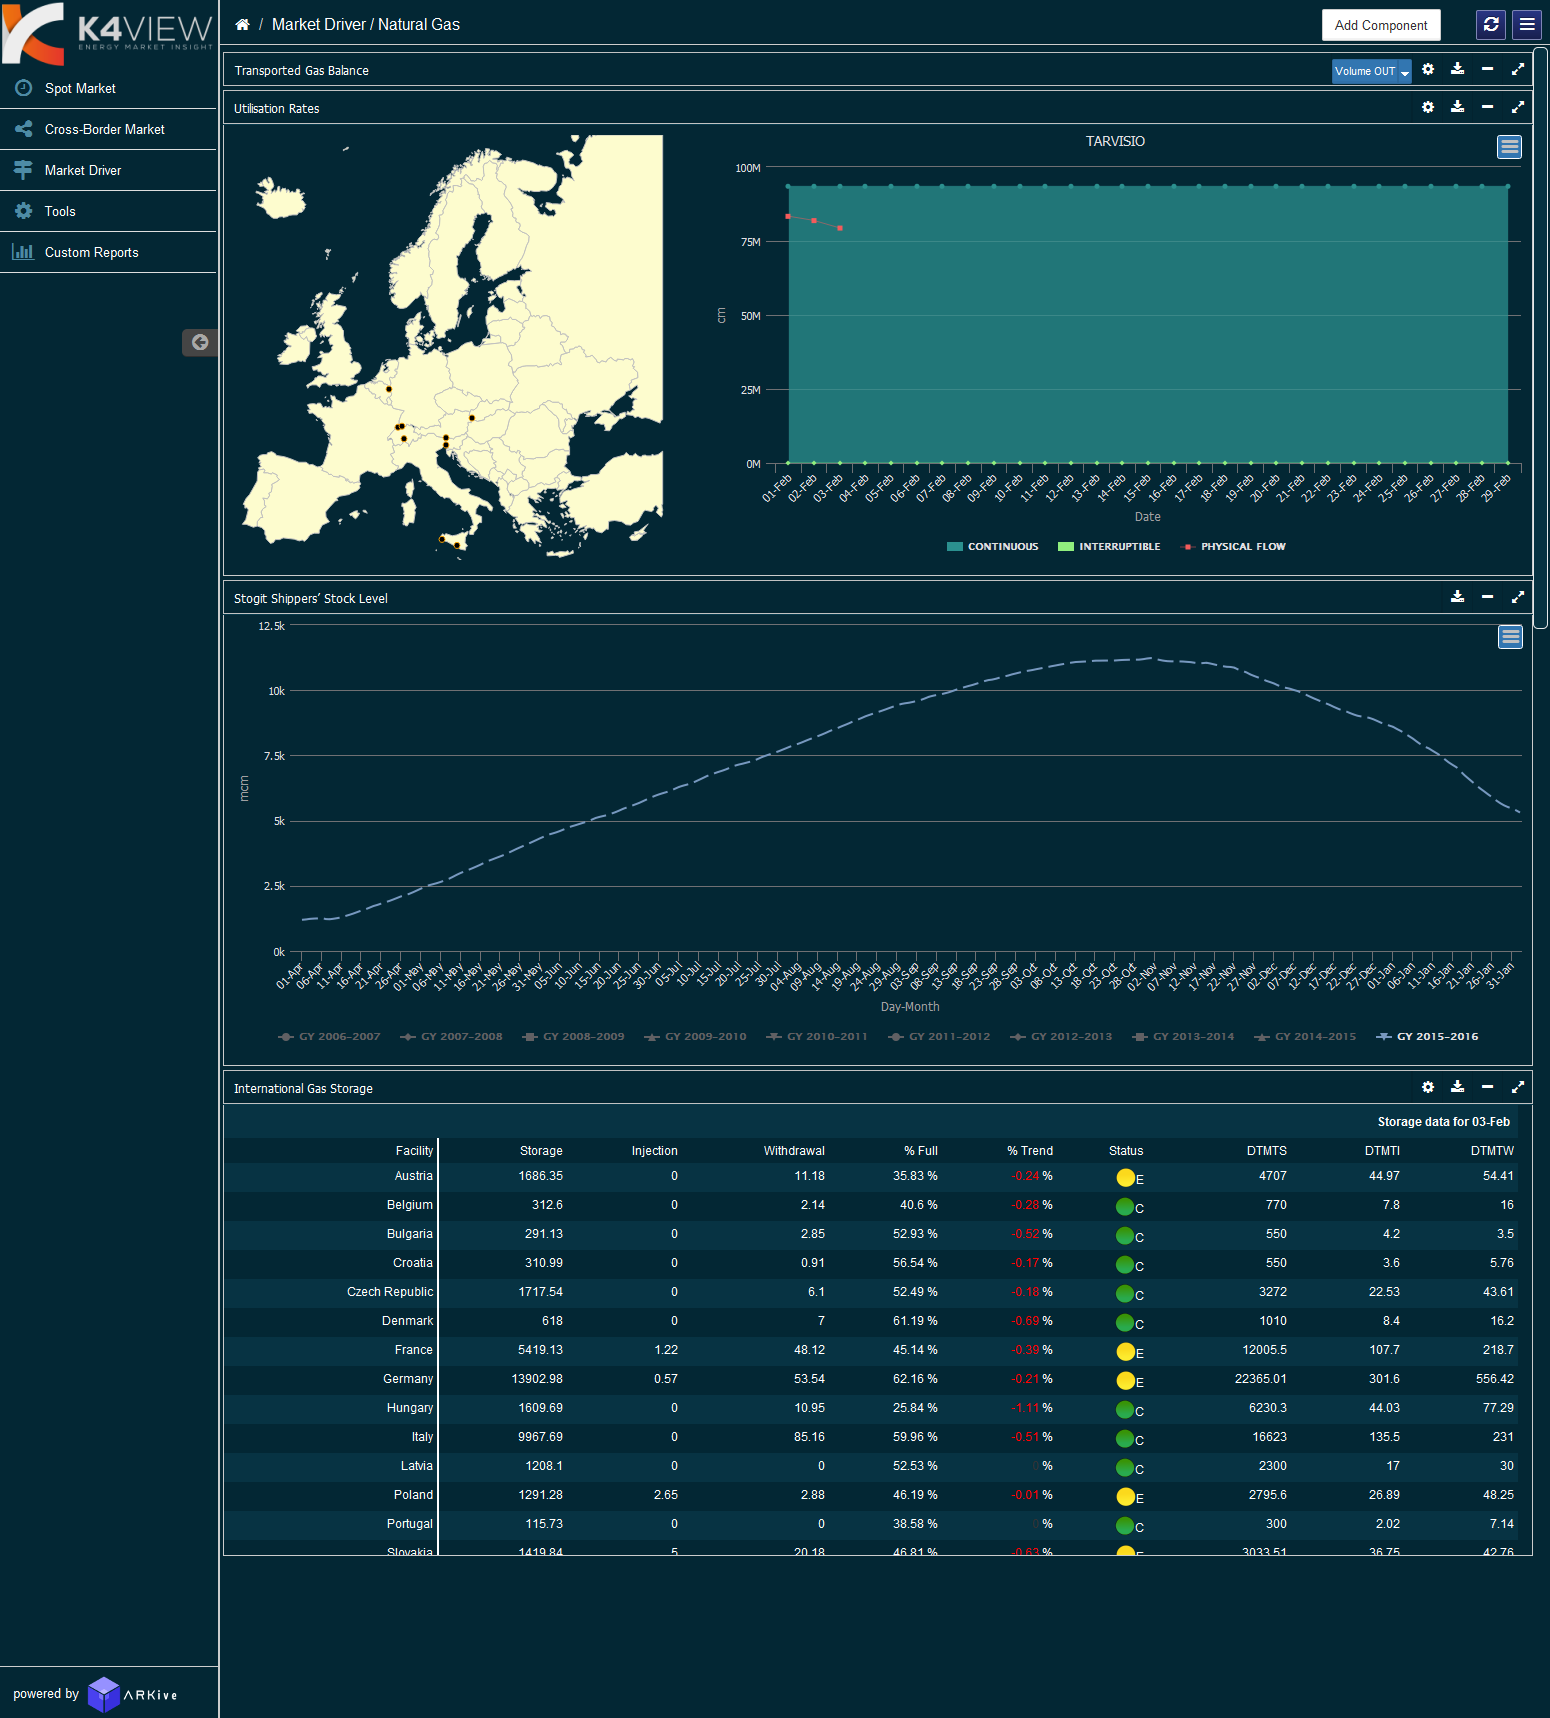 K4VIEW
ENERGY MARKET INSIGHT
/ Market Driver / Natural Gas
Add Component
Spot Market
Cross-Border Market
Market Driver
Tools
Custom Reports
Transported Gas Balance
Volume OUT
Utilisation Rates
TARVISIO
100M
75M
50M
25M
0M
cm
01-Feb 02-Feb 03-Feb 04-Feb 05-Feb 06-Feb 07-Feb 08-Feb 09-Feb 10-Feb 11-Feb 12-Feb 13-Feb 14-Feb 15-Feb 16-Feb 17-Feb 18-Feb 19-Feb 20-Feb 21-Feb 22-Feb 23-Feb 24-Feb 25-Feb 26-Feb 27-Feb 28-Feb 29-Feb
Date
CONTINUOUS INTERRUPTIBLE PHYSICAL FLOW
Stogit Shippers’ Stock Level
12.5k
10k
7.5k
5k
2.5k
0k
mcm
01-Apr 06-Apr 11-Apr 16-Apr 21-Apr 26-Apr 01-May 06-May 11-May 16-May 21-May 26-May 31-May 05-Jun 10-Jun 15-Jun 20-Jun 25-Jun 30-Jun 05-Jul 10-Jul 15-Jul 20-Jul 25-Jul 30-Jul 04-Aug 09-Aug 14-Aug 19-Aug 24-Aug 29-Aug 03-Sep 08-Sep 13-Sep 18-Sep 23-Sep 28-Sep 03-Oct 08-Oct 13-Oct 18-Oct 23-Oct 28-Oct 02-Nov 07-Nov 12-Nov 17-Nov 22-Nov 27-Nov 02-Dec 07-Dec 12-Dec 17-Dec 22-Dec 27-Dec 01-Jan 06-Jan 11-Jan 16-Jan 21-Jan 26-Jan 31-Jan
Day-Month
GY 2006-2007 GY 2007-2008 GY 2008-2009 GY 2009-2010 GY 2010-2011 GY 2011-2012 GY 2012-2013 GY 2013-2014 GY 2014-2015 GY 2015-2016
International Gas Storage
Storage data for 03-Feb
Facility Storage Injection Withdrawal % Full % Trend Status DTMTS DTMTI DTMTW
Austria 1686.35 0 11.18 35.83 % -0.24 % E 4707 44.97 54.41
Belgium 312.6 0 2.14 40.6 % -0.28 % C 770 7.8 16
Bulgaria 291.13 0 2.85 52.93 % -0.52 % C 550 4.2 3.5
Croatia 310.99 0 0.91 56.54 % -0.17 % C 550 3.6 5.76
Czech Republic 1717.54 0 6.1 52.49 % -0.18 % C 3272 22.53 43.61
Denmark 618 0 7 61.19 % -0.69 % C 1010 8.4 16.2
France 5419.13 1.22 48.12 45.14 % -0.39 % E 12005.5 107.7 218.7
Germany 13902.98 0.57 53.54 62.16 % -0.21 % E 22365.01 301.6 556.42
Hungary 1609.69 0 10.95 25.84 % -1.11 % C 6230.3 44.03 77.29
Italy 9967.69 0 85.16 59.96 % -0.51 % C 16623 135.5 231
Latvia 1208.1 0 0 52.53 % 0 % C 2300 17 30
Poland 1291.28 2.65 2.88 46.19 % -0.01 % E 2795.6 26.89 48.25
Portugal 115.73 0 0 38.58 % 0 % C 300 2.02 7.14
Slovakia 1419.84 5 20.18 46.81 % -0.63 % E 3033.51 36.75 42.76
powered by ARKive